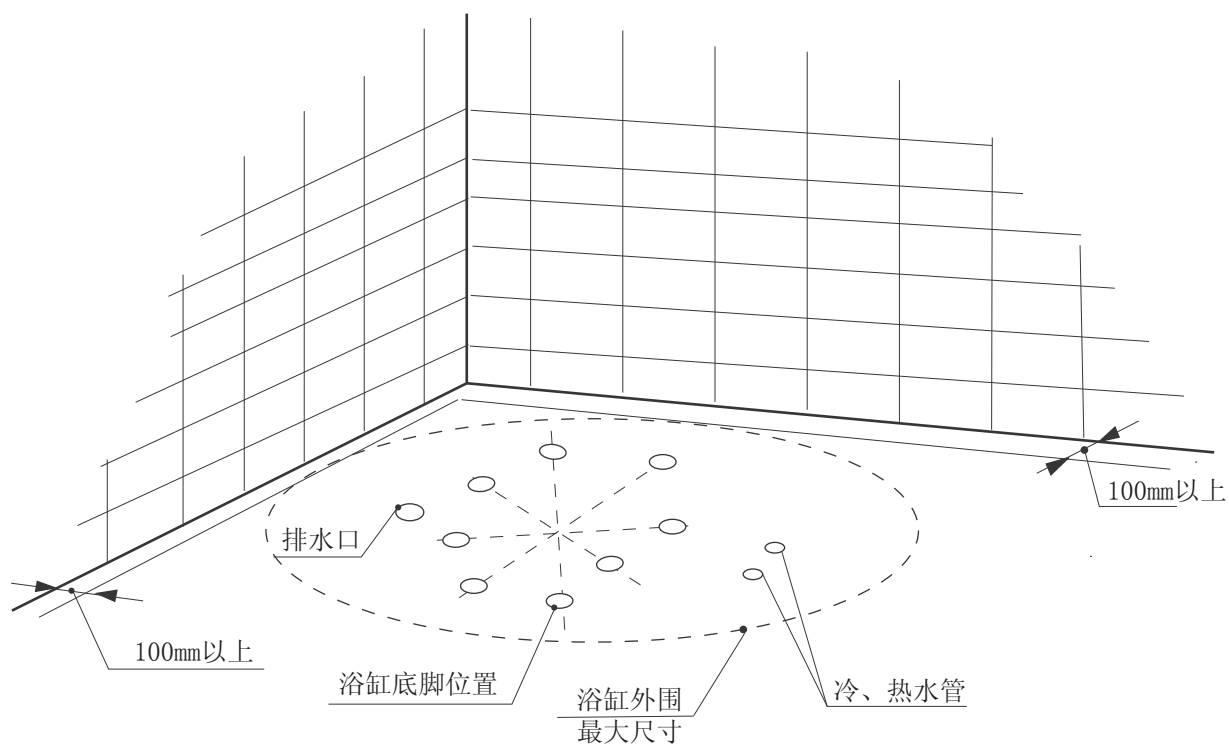 100mm以上
排水口
100mm以上
浴缸底脚位置
浴缸外围
最大尺寸
冷、热水管